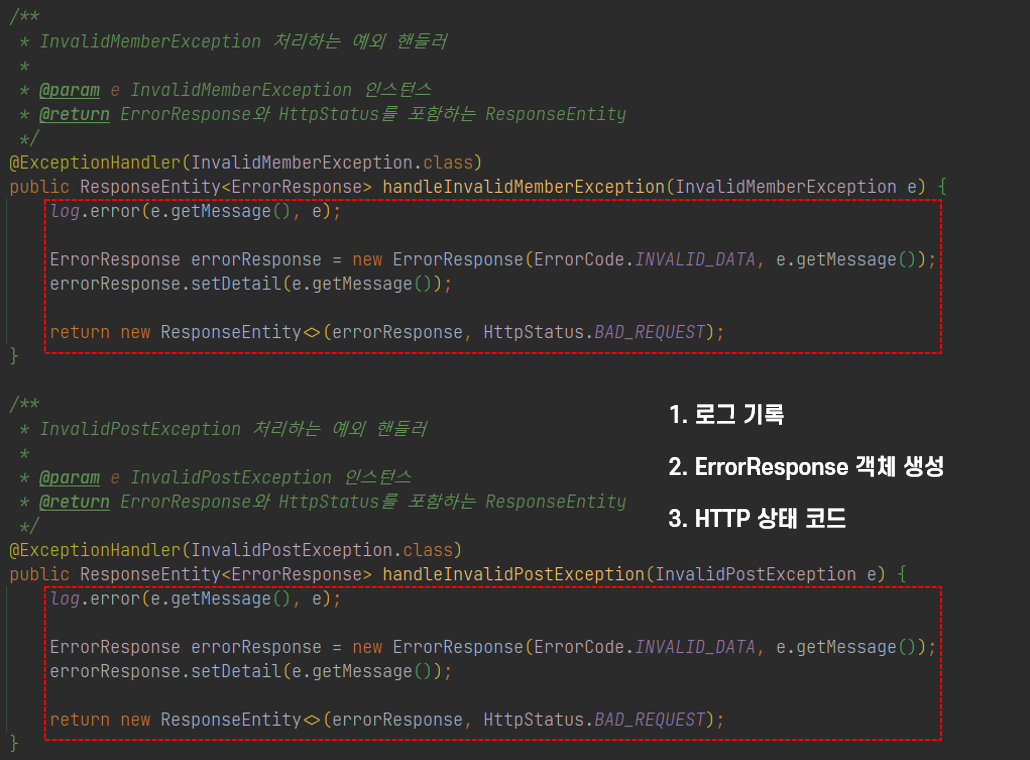 /**
 * InvalidMemberException 처리하는 예외 핸들러
 *
 * @param e InvalidMemberException 인스턴스
 * @return ErrorResponse와 HttpStatus를 포함하는 ResponseEntity
 */
@ExceptionHandler(InvalidMemberException.class)
public ResponseEntity<ErrorResponse> handleInvalidMemberException(InvalidMemberException e) {
    log.error(e.getMessage(), e);
    ErrorResponse errorResponse = new ErrorResponse(ErrorCode.INVALID_DATA, e.getMessage());
    errorResponse.setDetail(e.getMessage());
    return new ResponseEntity<>(errorResponse, HttpStatus.BAD_REQUEST);
}
/**
 * InvalidPostException 처리하는 예외 핸들러
 *
 * @param e InvalidPostException 인스턴스
 * @return ErrorResponse와 HttpStatus를 포함하는 ResponseEntity
 */
@ExceptionHandler(InvalidPostException.class)
public ResponseEntity<ErrorResponse> handleInvalidPostException(InvalidPostException e) {
    log.error(e.getMessage(), e);
    ErrorResponse errorResponse = new ErrorResponse(ErrorCode.INVALID_DATA, e.getMessage());
    errorResponse.setDetail(e.getMessage());
    return new ResponseEntity<>(errorResponse, HttpStatus.BAD_REQUEST);
}
1. 로그 기록
2. ErrorResponse 객체 생성
3. HTTP 상태 코드